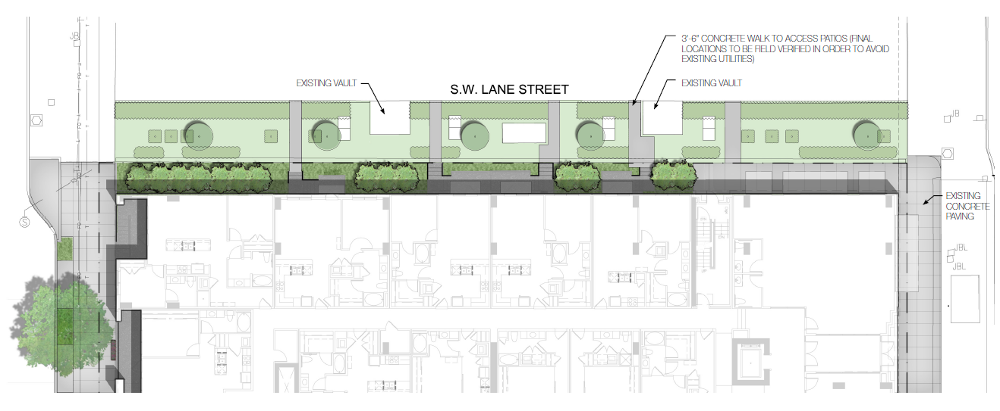 3'-6" CONCRETE WALK TO ACCESS PATIOS (FINAL
LOCATIONS TO BE FIELD VERIFIED IN ORDER TO AVOID
EXISTING UTILITIES)
JB
EXISTING VAULT
S.W. LANE STREET
EXISTING VAULT
JB
EXISTING
CONCRETE
PAVING
S
JBL
JBL